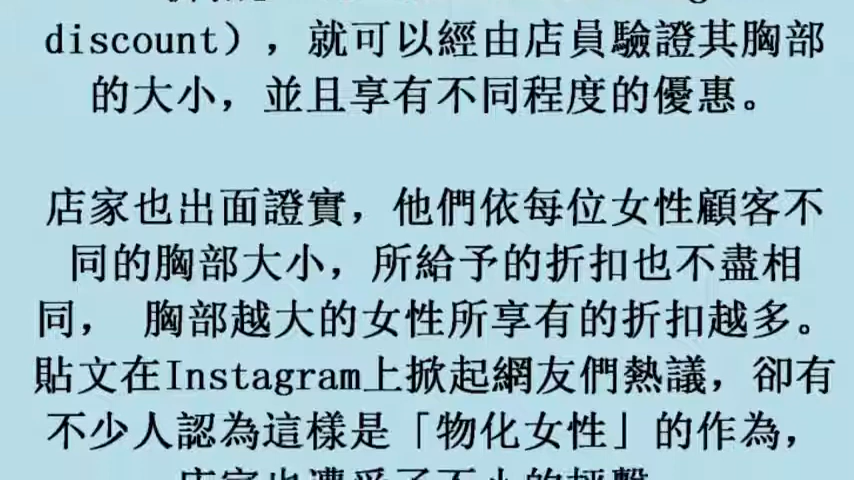 discount），就可以經由店員驗證其胸部
的大小，並且享有不同程度的優惠。
店家也出面證實，他們依每位女性顧客不
同的胸部大小，所給予的折扣也不盡相
同， 胸部越大的女性所享有的折扣越多。
貼文在Instagram上掀起網友們熱議，卻有
不少人認為這樣是「物化女性」的作為，